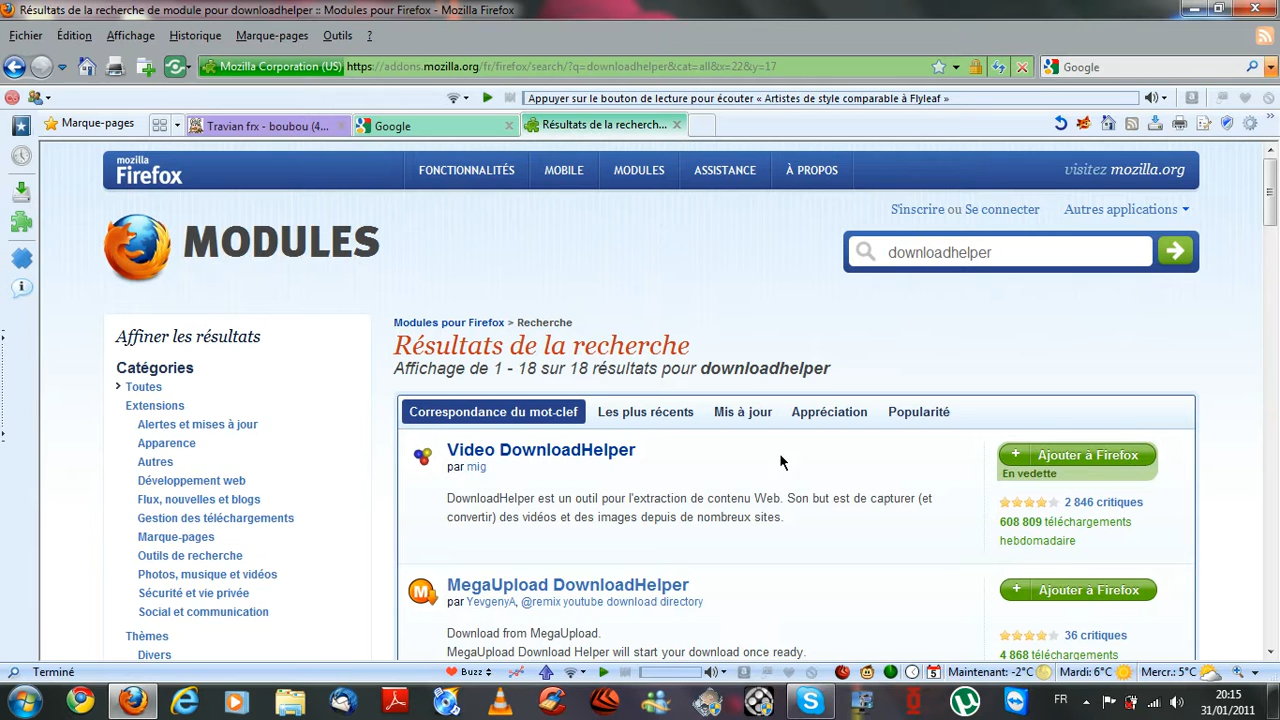 Résultats de la recherche de module pour downloadhelper :: Modules pour Firefox - Mozilla Firefox
Fichier Édition Affichage Historique Marque-pages Outils ?
Mozilla Corporation (US) https://addons.mozilla.org/fr/firefox/search/?q=downloadhelper&cat=all&x=22&y=17 Google
Appuyer sur le bouton de lecture pour écouter « Artistes de style comparable à Flyleaf »
Marque-pages Travian frx - boubou (4... Google Résultats de la recherch...
mozilla
Firefox FONCTIONNALITÉS MOBILE MODULES ASSISTANCE À PROPOS visitez mozilla.org
S'inscrire ou Se connecter Autres applications
MODULES
downloadhelper
Modules pour Firefox > Recherche
Affiner les résultats
Résultats de la recherche
Affichage de 1 - 18 sur 18 résultats pour downloadhelper
Catégories
Toutes
Extensions
Alertes et mises à jour
Apparence
Autres
Développement web
Flux, nouvelles et blogs
Gestion des téléchargements
Marque-pages
Outils de recherche
Photos, musique et vidéos
Sécurité et vie privée
Social et communication
Thèmes
Divers
Correspondance du mot-clef Les plus récents Mis à jour Appréciation Popularité
Video DownloadHelper
par mig
DownloadHelper est un outil pour l'extraction de contenu Web. Son but est de capturer (et
convertir) des vidéos et des images depuis de nombreux sites.
+ Ajouter à Firefox
En vedette
2 846 critiques
608 809 téléchargements
hebdomadaire
MegaUpload DownloadHelper
par YevgenyA, @remix youtube download directory
Download from MegaUpload.
MegaUpload Download Helper will start your download once ready.
+ Ajouter à Firefox
36 critiques
4 868 téléchargements
Terminé Buzz 5 Maintenant: -2°C Mardi: 6°C Mercr.: 5°C
FR 20:15
31/01/2011